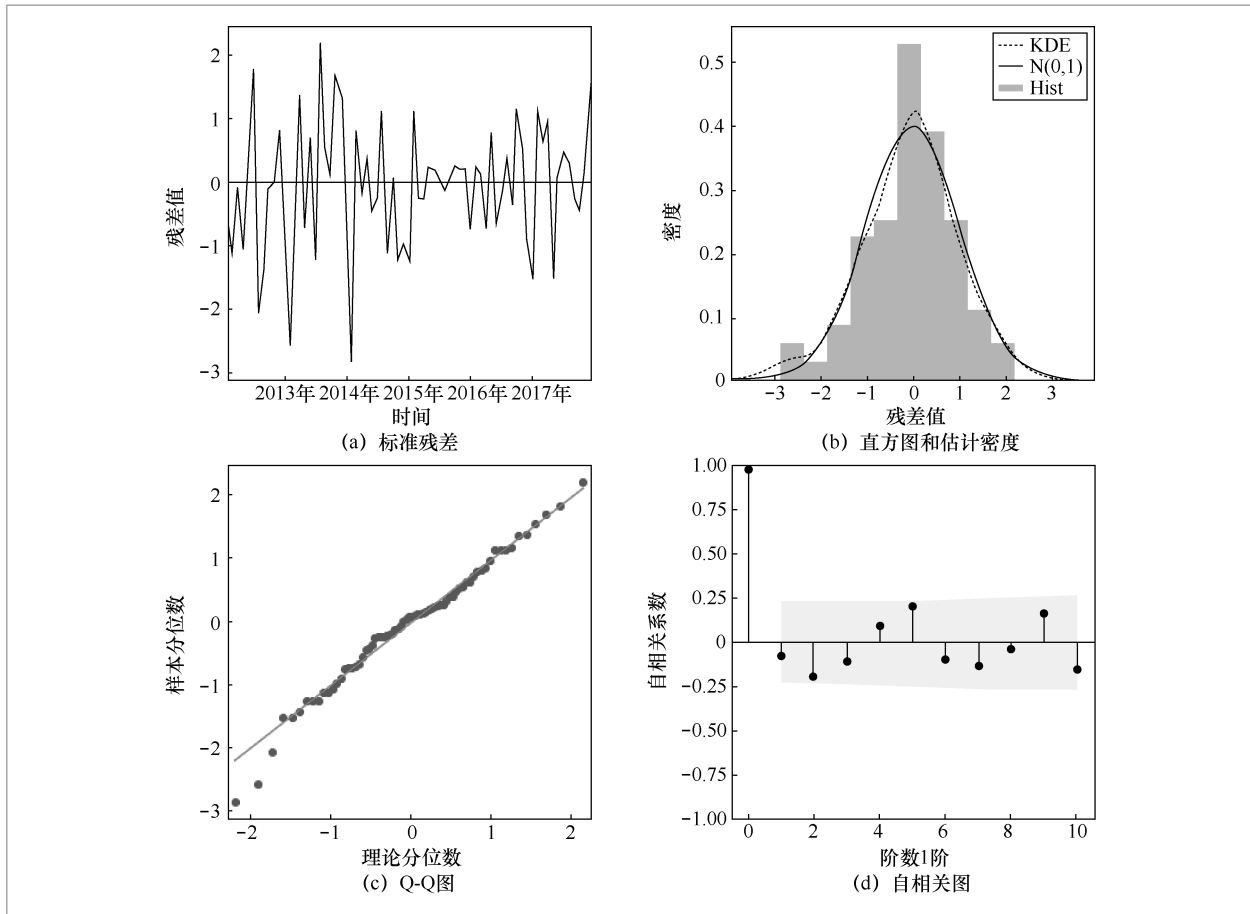 2
1
0
−1
−2
−3
残差值
2013年 2014年 2015年 2016年 2017年
时间
(a) 标准残差
0.5
0.4
0.3
0.2
0.1
0
密度
KDE
N(0,1)
Hist
−3 −2 −1 0 1 2 3
残差值
(b) 直方图和估计密度
2
1
0
−1
−2
−3
样本分位数
−2 −1 0 1 2
理论分位数
(c) Q-Q图
1.00
0.75
0.50
0.25
0
−0.25
−0.50
−0.75
−1.00
自相关系数
0 2 4 6 8 10
阶数1阶
(d) 自相关图